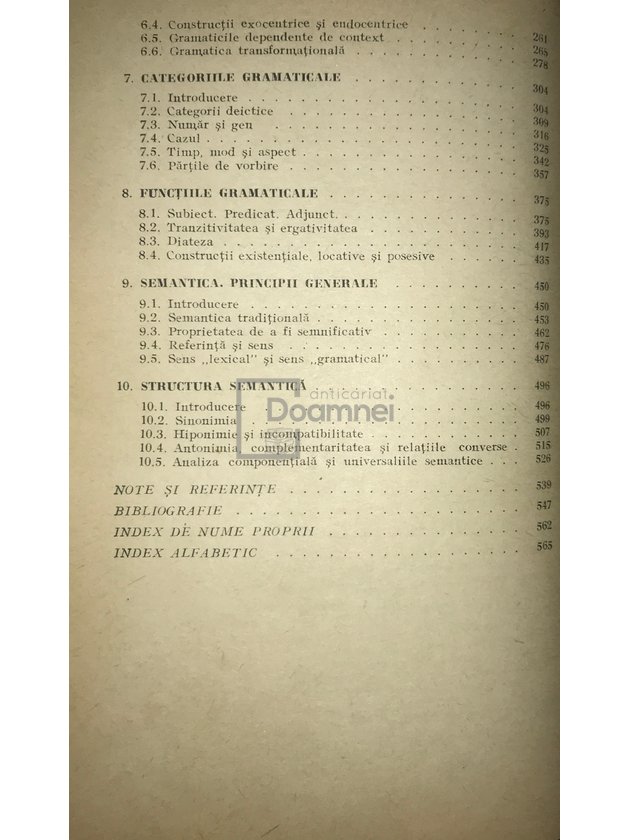 6.4. Construcții exocentrice și endocentrice . . . . . . . . 261
6.5. Gramaticile dependente de context . . . . . . . . . . 265
6.6. Gramatica transformațională . . . . . . . . . . . . 278
7. CATEGORIILE GRAMATICALE . . . . . . . . . . . 304
7.1. Introducere . . . . . . . . . . . . . . . . . . . 304
7.2. Categorii deictice . . . . . . . . . . . . . . . . 309
7.3. Număr și gen . . . . . . . . . . . . . . . . . . 316
7.4. Cazul . . . . . . . . . . . . . . . . . . . . . . 325
7.5. Timp, mod și aspect . . . . . . . . . . . . . . . 342
7.6. Părțile de vorbire . . . . . . . . . . . . . . . . 357
8. FUNCȚIILE GRAMATICALE . . . . . . . . . . . . 375
8.1. Subiect. Predicat. Adjunct. . . . . . . . . . . . . 375
8.2. Tranzitivitatea și ergativitatea . . . . . . . . . . . 393
8.3. Diateza . . . . . . . . . . . . . . . . . . . . . 417
8.4. Construcții existențiale, locative și posesive . . . . . . 435
9. SEMANTICA. PRINCIPII GENERALE . . . . . . . . 450
9.1. Introducere . . . . . . . . . . . . . . . . . . . 450
9.2. Semantica tradițională . . . . . . . . . . . . . . 453
9.3. Proprietatea de a fi semnificativ . . . . . . . . . . 462
9.4. Referință și sens . . . . . . . . . . . . . . . . . 476
9.5. Sens „lexical" și sens „gramatical" . . . . . . . . . 487
10. STRUCTURA SEMANTICĂ . . . . . . . . . . . . . 496
anticariat
Doamnei
10.1. Introducere . . . . . . . . . . . . . . . . . . 496
10.2. Sinonimia . . . . . . . . . . . . . . . . . . . 499
10.3. Hiponimie și incompatibilitate . . . . . . . . . . 507
10.4. Antonimia, complementaritatea și relațiile converse . 515
10.5. Analiza componențială și universaliile semantice . . . 526
NOTE ȘI REFERINȚE . . . . . . . . . . . . . . . . 539
BIBLIOGRAFIE . . . . . . . . . . . . . . . . . . . 547
INDEX DE NUME PROPRII . . . . . . . . . . . . . . 562
INDEX ALFABETIC . . . . . . . . . . . . . . . . . 565